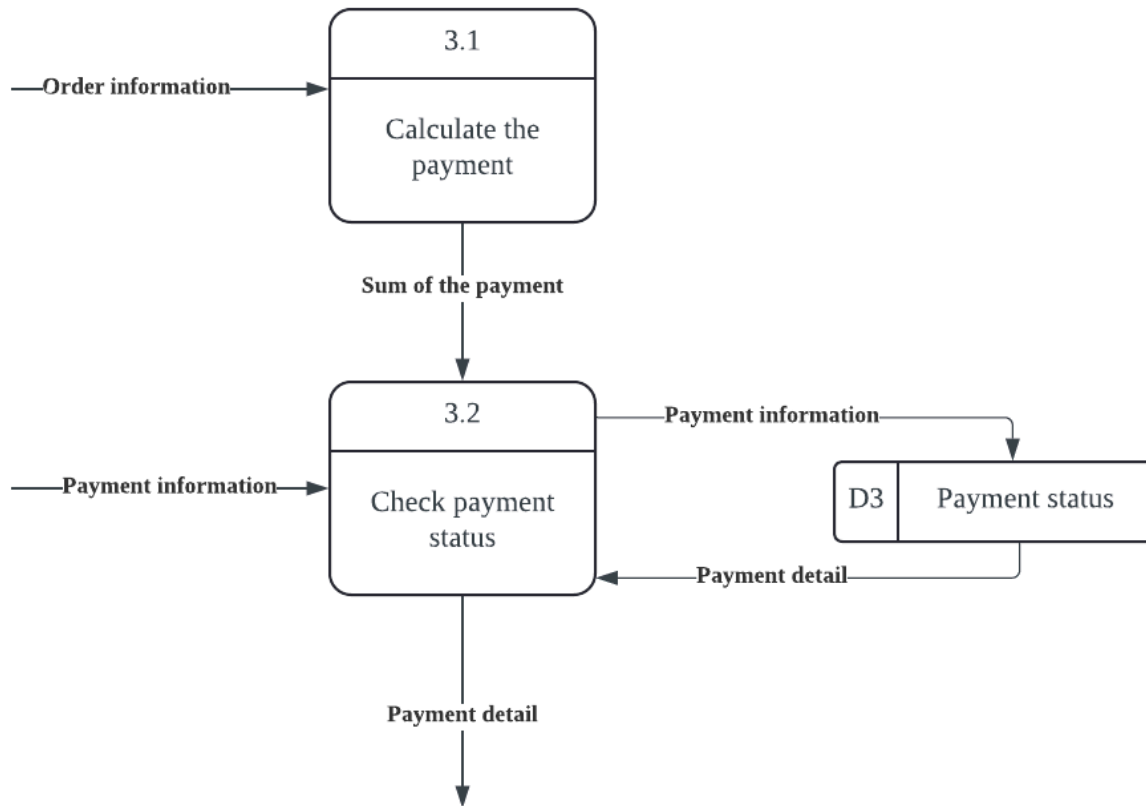 3.1
Order information
Calculate the
payment
Sum of the payment
3.2
Payment information
Payment information
Check payment
status
D3
Payment status
Payment detail
Payment detail